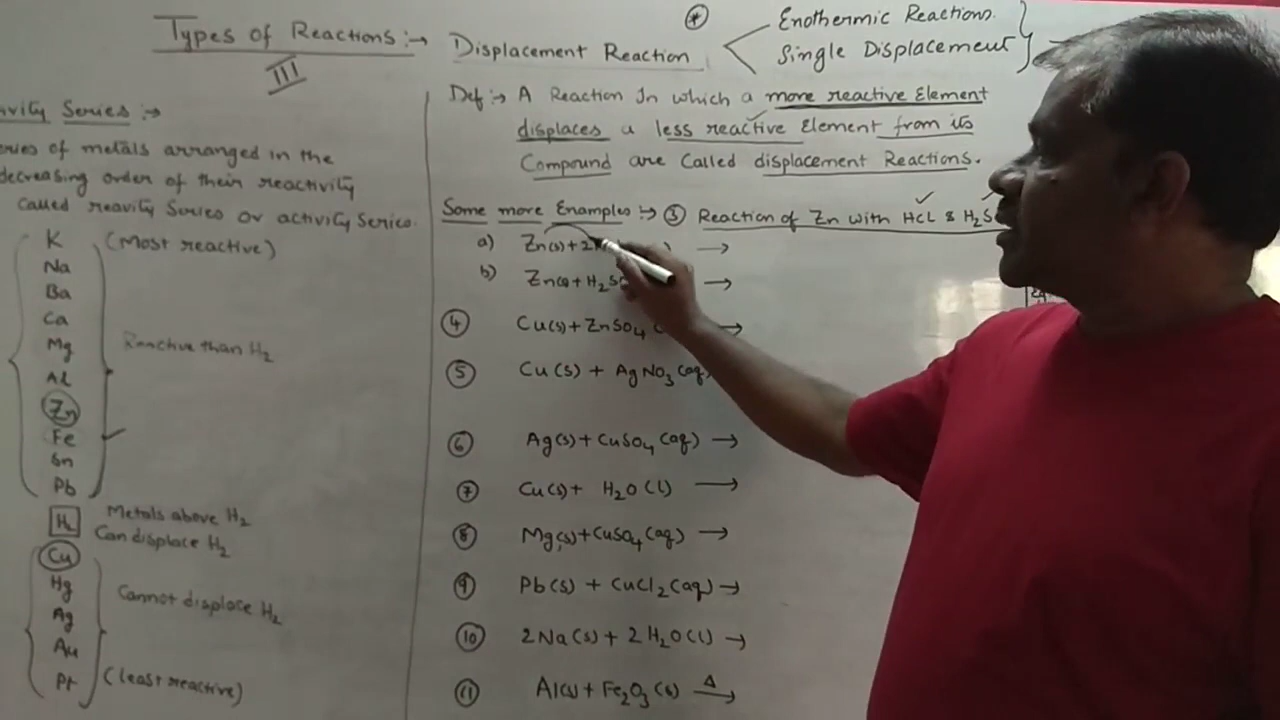 Types of Reactions:→ Displacement Reaction
III
* Enothermic Reactions.
Single Displacement
ivity Series :→
eries of metals arranged in the
decreasing order of their reactivity
called reavity Series or activity Series.
K (Most reactive)
Na
Ba
Ca
Mg Reactive than H2
Al
Zn
Fe
Sn
Pb
H2 Metals above H2
Can displace H2
Cu
Hg Cannot displace H2
Ag
Au
Pt (least reactive)
Def:→ A Reaction In which a more reactive Element
displaces a less reactive Element from its
Compound are Called displacement Reactions.
Some more Enamples :→ ③ Reaction of Zn with HCL & H2S
a) Zn(s)+2 →
b) Zn(s)+H2S →
④ Cu(s)+ZnSO4 →
⑤ Cu(s) + AgNO3(aq)
⑥ Ag(s)+CuSO4(aq) →
⑦ Cu(s)+ H2O(l) →
⑧ Mg(s)+CuSO4(aq) →
⑨ Pb(s) + CuCl2(aq)→
⑩ 2Na(s)+2H2O(l) →
⑪ Al(s)+Fe2O3(s) Δ→